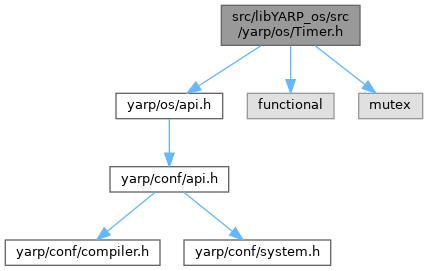 src/libYARP_os/src
/yarp/os/Timer.h
yarp/os/api.h
functional
mutex
yarp/conf/api.h
yarp/conf/compiler.h
yarp/conf/system.h